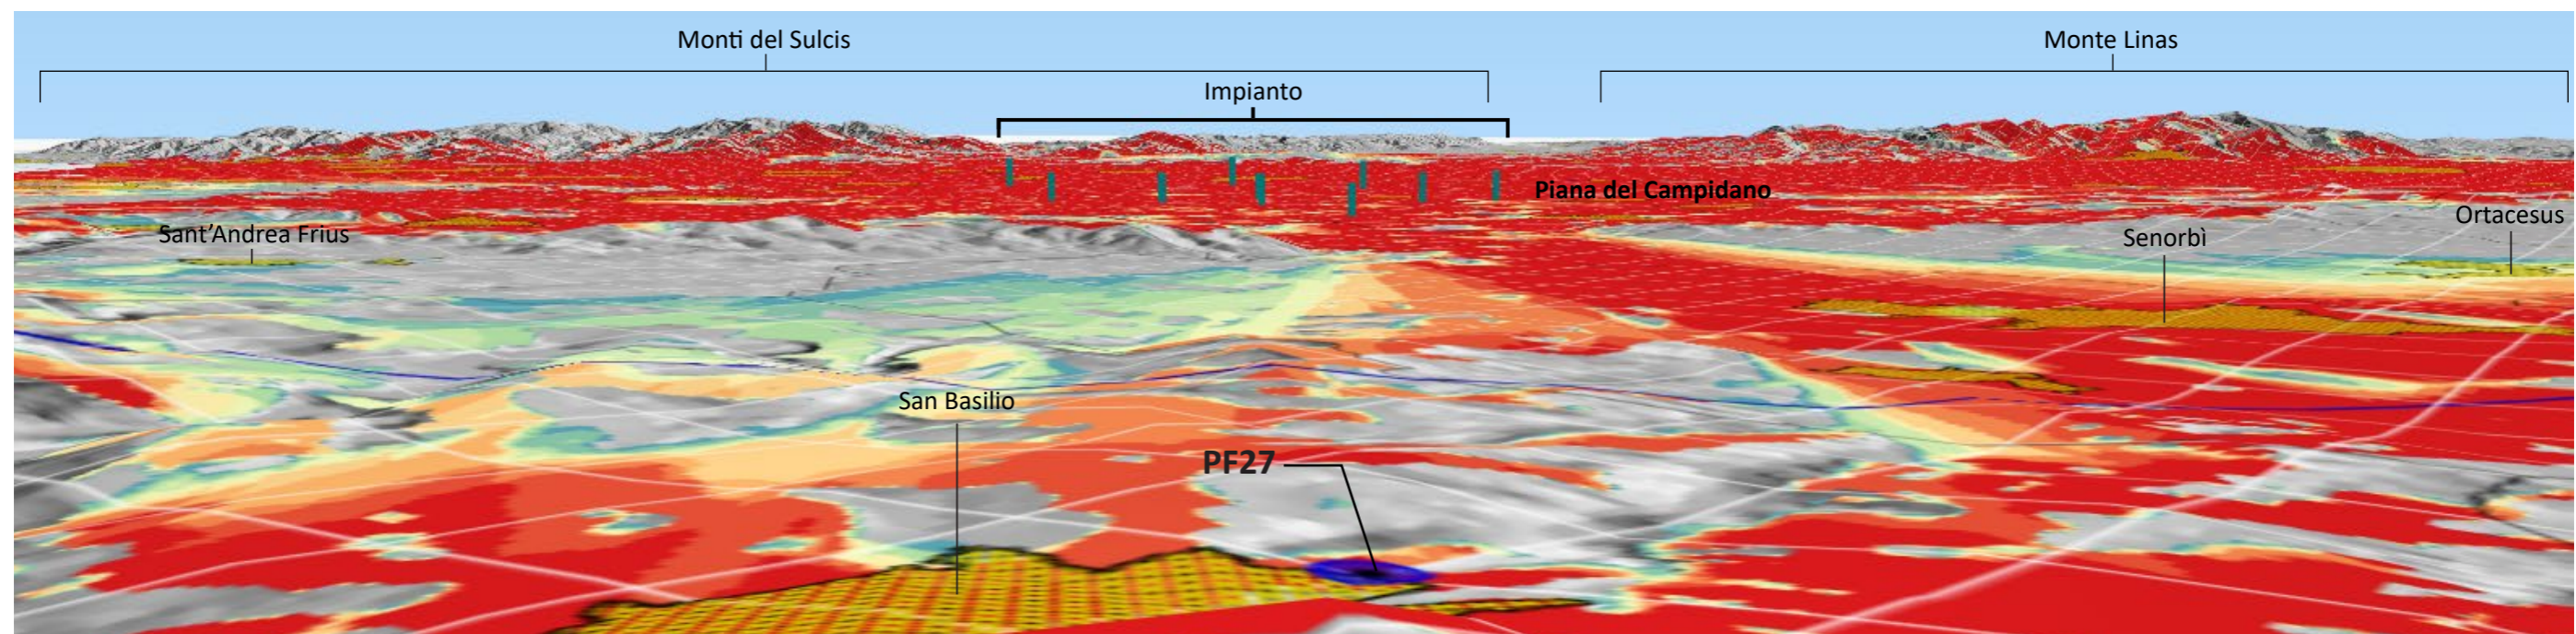 Monti del Sulcis
Monte Linas
Impianto
Piana del Campidano
Ortacesus
Sant'Andrea Frius
Senorbì
San Basilio
PF27